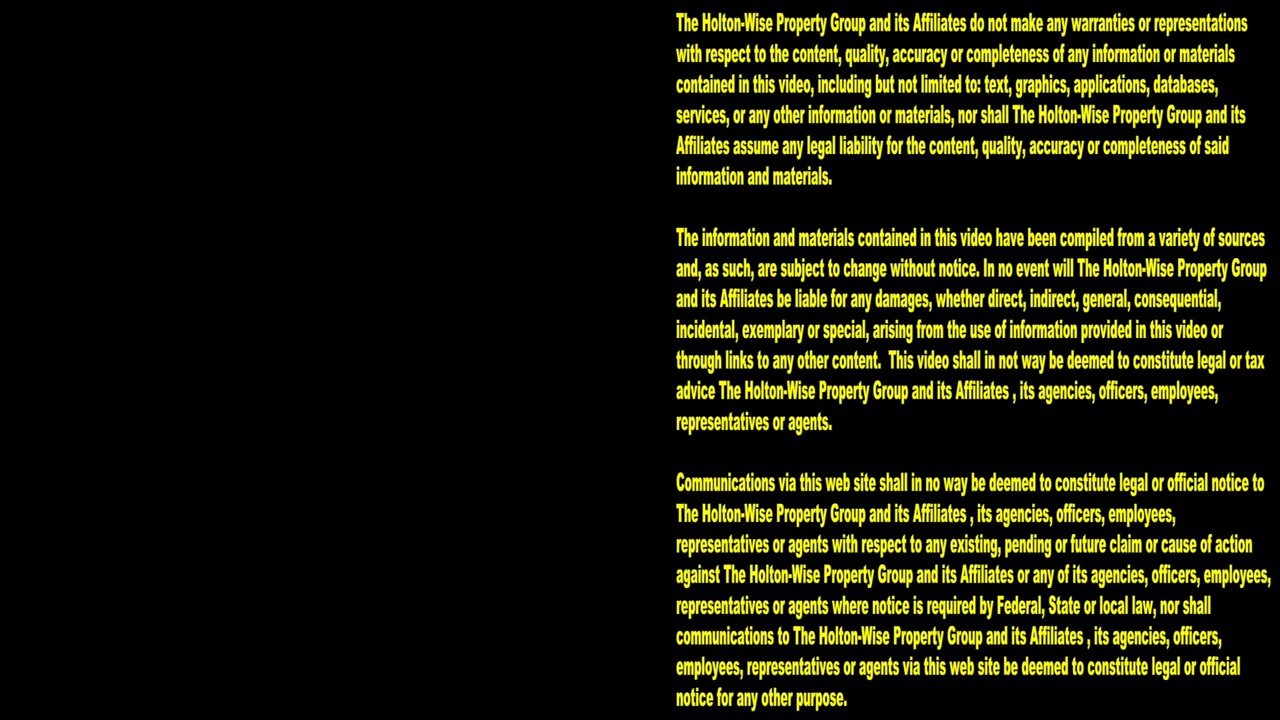 The Holton-Wise Property Group and its Affiliates do not make any warranties or representations
with respect to the content, quality, accuracy or completeness of any information or materials
contained in this video, including but not limited to: text, graphics, applications, databases,
services, or any other information or materials, nor shall The Holton-Wise Property Group and its
Affiliates assume any legal liability for the content, quality, accuracy or completeness of said
information and materials.
The information and materials contained in this video have been compiled from a variety of sources
and, as such, are subject to change without notice. In no event will The Holton-Wise Property Group
and its Affiliates be liable for any damages, whether direct, indirect, general, consequential,
incidental, exemplary or special, arising from the use of information provided in this video or
through links to any other content.  This video shall in not way be deemed to constitute legal or tax
advice The Holton-Wise Property Group and its Affiliates , its agencies, officers, employees,
representatives or agents.
Communications via this web site shall in no way be deemed to constitute legal or official notice to
The Holton-Wise Property Group and its Affiliates , its agencies, officers, employees,
representatives or agents with respect to any existing, pending or future claim or cause of action
against The Holton-Wise Property Group and its Affiliates or any of its agencies, officers, employees,
representatives or agents where notice is required by Federal, State or local law, nor shall
communications to The Holton-Wise Property Group and its Affiliates , its agencies, officers,
employees, representatives or agents via this web site be deemed to constitute legal or official
notice for any other purpose.